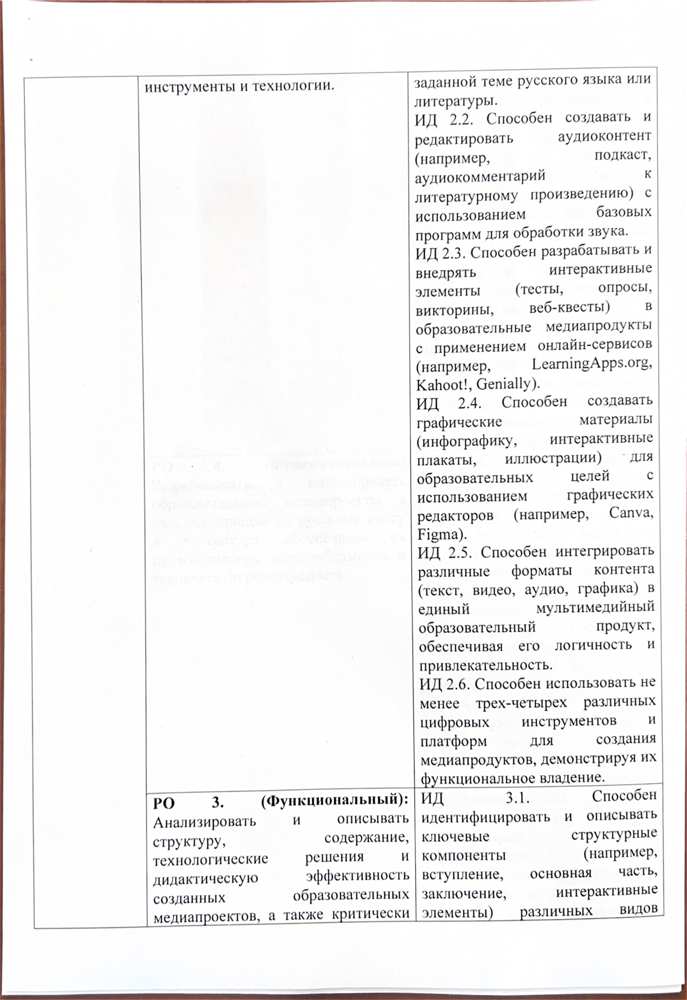 инструменты и технологии.
заданной теме русского языка или
литературы.
ИД 2.2. Способен создавать и
редактировать аудиоконтент
(например, подкаст,
аудиокомментарий к
литературному произведению) с
использованием базовых
программ для обработки звука.
ИД 2.3. Способен разрабатывать и
внедрять интерактивные
элементы (тесты, опросы,
викторины, веб-квесты) в
образовательные медиапродукты
с применением онлайн-сервисов
(например, LearningApps.org,
Kahoot!, Genially).
ИД 2.4. Способен создавать
графические материалы
(инфографику, интерактивные
плакаты, иллюстрации) для
образовательных целей с
использованием графических
редакторов (например, Canva,
Figma).
ИД 2.5. Способен интегрировать
различные форматы контента
(текст, видео, аудио, графика) в
единый мультимедийный
образовательный продукт,
обеспечивая его логичность и
привлекательность.
ИД 2.6. Способен использовать не
менее трех-четырех различных
цифровых инструментов и
платформ для создания
медиапродуктов, демонстрируя их
функциональное владение.
РО 3. (Функциональный):
Анализировать и описывать
структуру, содержание,
технологические решения и
дидактическую эффективность
созданных образовательных
медиапроектов, а также критически
ИД 3.1. Способен
идентифицировать и описывать
ключевые структурные
компоненты (например,
вступление, основная часть,
заключение, интерактивные
элементы) различных видов